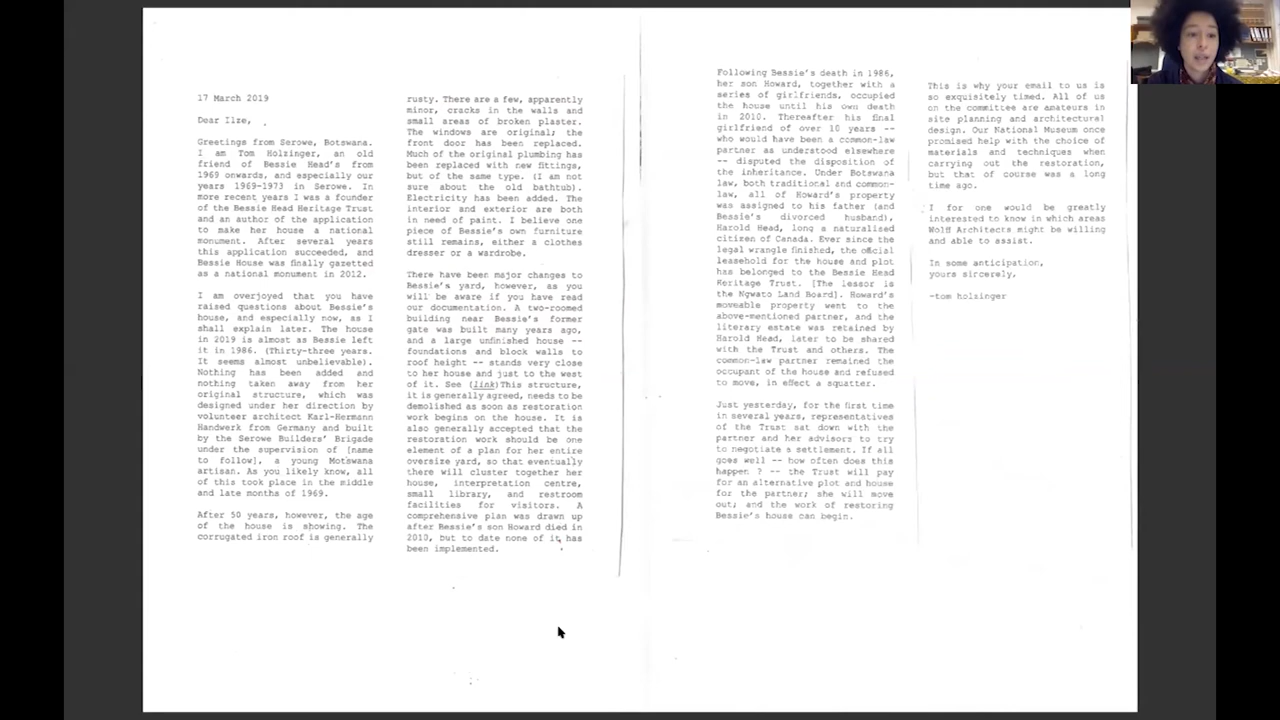 17 March 2019
Dear Ilze,
Greetings from Serowe, Botswana.
I am Tom Holzinger, an old
friend of Bessie Head's from
1969 onwards, and especially our
years 1969-1973 in Serowe. In
more recent years I was a founder
of the Bessie Head Heritage Trust
and an author of the application
to make her house a national
monument. After several years
this application succeeded, and
Bessie House was finally gazetted
as a national monument in 2012.
I am overjoyed that you have
raised questions about Bessie's
house, and especially now, as I
shall explain later. The house
in 2019 is almost as Bessie left
it in 1986. (Thirty-three years.
It seems almost unbelievable).
Nothing has been added and
nothing taken away from her
original structure, which was
designed under her direction by
volunteer architect Karl-Hermann
Handwerk from Germany and built
by the Serowe Builders' Brigade
under the supervision of [name
to follow], a young Motswana
artisan. As you likely know, all
of this took place in the middle
and late months of 1969.
After 50 years, however, the age
of the house is showing. The
corrugated iron roof is generally
rusty. There are a few, apparently
minor, cracks in the walls and
small areas of broken plaster.
The windows are original; the
front door has been replaced.
Much of the original plumbing has
been replaced with new fittings,
but of the same type. (I am not
sure about the old bathtub).
Electricity has been added. The
interior and exterior are both
in need of paint. I believe one
piece of Bessie's own furniture
still remains, either a clothes
dresser or a wardrobe.
There have been major changes to
Bessie's yard, however, as you
will be aware if you have read
our documentation. A two-roomed
building near Bessie's former
gate was built many years ago,
and a large unfinished house --
foundations and block walls to
roof height -- stands very close
to her house and just to the west
of it. See (link)This structure,
it is generally agreed, needs to be
demolished as soon as restoration
work begins on the house. It is
also generally accepted that the
restoration work should be one
element of a plan for her entire
oversize yard, so that eventually
there will cluster together her
house, interpretation centre,
small library, and restroom
facilities for visitors. A
comprehensive plan was drawn up
after Bessie's son Howard died in
2010, but to date none of it has
been implemented.
Following Bessie's death in 1986,
her son Howard, together with a
series of girlfriends, occupied
the house until his own death
in 2010. Thereafter his final
girlfriend of over 10 years --
who would have been a common-law
partner as understood elsewhere
-- disputed the disposition of
the inheritance. Under Botswana
law, both traditional and common-
law, all of Howard's property
was assigned to his father (and
Bessie's divorced husband),
Harold Head, long a naturalised
citizen of Canada. Ever since the
legal wrangle finished, the official
leasehold for the house and plot
has belonged to the Bessie Head
Heritage Trust. [The lessor is
the Ngwato Land Board]. Howard's
moveable property went to the
above-mentioned partner, and the
literary estate was retained by
Harold Head, later to be shared
with the Trust and others. The
common-law partner remained the
occupant of the house and refused
to move, in effect a squatter.
Just yesterday, for the first time
in several years, representatives
of the Trust sat down with the
partner and her advisors to try
to negotiate a settlement. If all
goes well -- how often does this
happen ? -- the Trust will pay
for an alternative plot and house
for the partner; she will move
out; and the work of restoring
Bessie's house can begin.
This is why your email to us is
so exquisitely timed. All of us
on the committee are amateurs in
site planning and architectural
design. Our National Museum once
promised help with the choice of
materials and techniques when
carrying out the restoration,
but that of course was a long
time ago.
I for one would be greatly
interested to know in which areas
Wolff Architects might be willing
and able to assist.
In some anticipation,
yours sincerely,
-tom holzinger